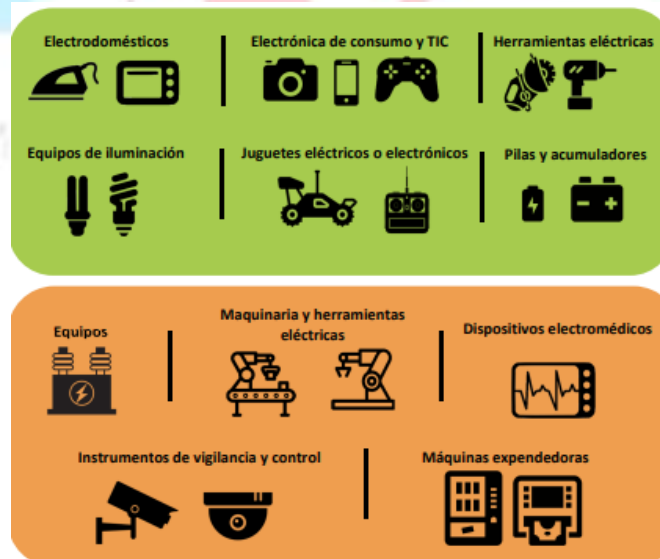 Electrodomésticos
Electrónica de consumo y TIC
Herramientas eléctricas
Equipos de iluminación
Juguetes eléctricos o electrónicos
Pilas y acumuladores
Equipos
Maquinaria y herramientas
eléctricas
Dispositivos electromédicos
Instrumentos de vigilancia y control
Máquinas expendedoras